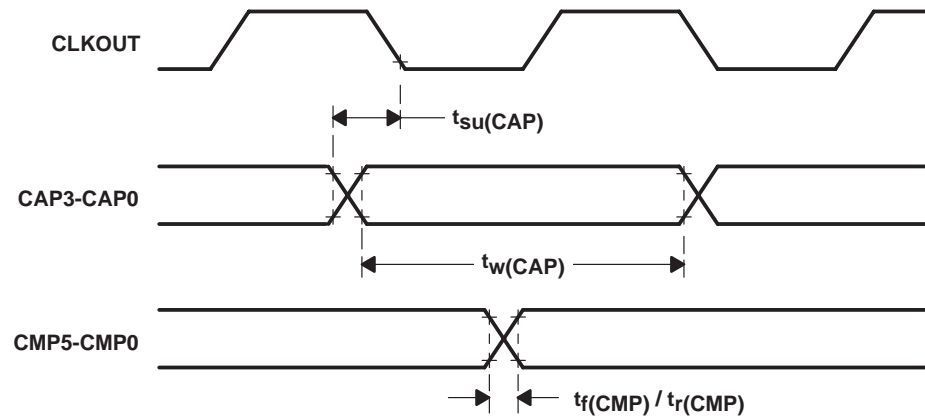 CLKOUT
tsu(CAP)
CAP3-CAP0
tw(CAP)
CMP5-CMP0
tf(CMP) / tr(CMP)